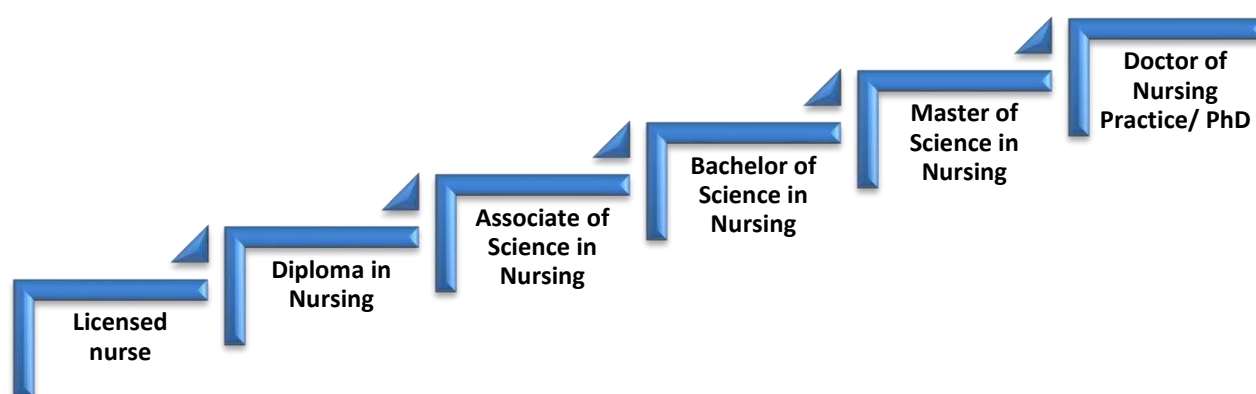 Licensed
nurse
Diploma in
Nursing
Associate of
Science in
Nursing
Bachelor of
Science in
Nursing
Master of
Science in
Nursing
Doctor of
Nursing
Practice/ PhD